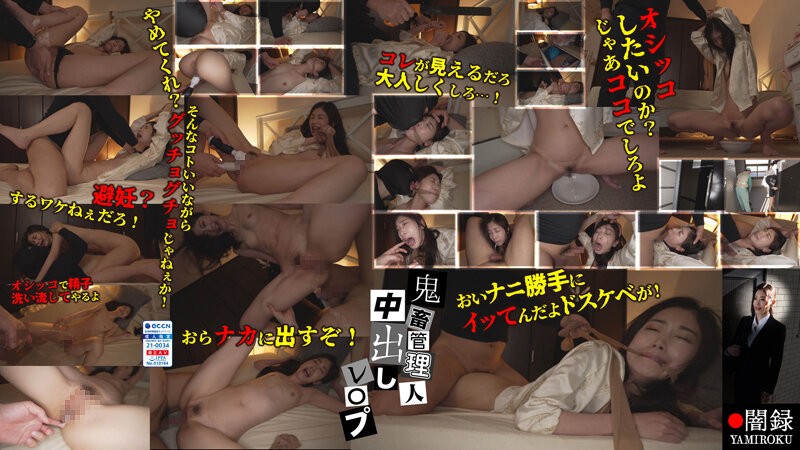 やめてくれ?
そんなコトいいながら
グッチョグチョじゃねぇか!
避妊?
するワケねぇだろ!
オシッコで精子
洗い流してやるよ
コレが見えるだろ
大人しくしろ…!
オシッコ
したいのか?
じゃあココでしろよ
おらナカに出すぞ!
おいナニ勝手に
イッてんだよドスケベが!
鬼畜管理人
中出し
レ〇プ
●闇録
YAMIROKU
OCCN
21-0034